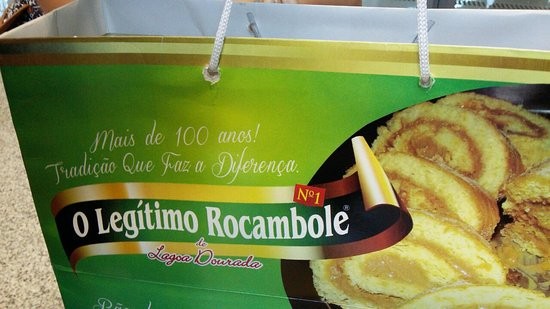 Mais de 100 anos!
Tradição Que Faz a Diferença.
Nº1
O Legítimo Rocambole®
de
Lagoa Dourada